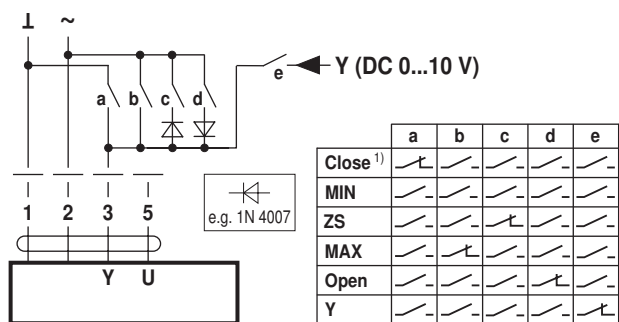 ⊥ ~
a b c d e Y (DC 0...10 V)
1 2 3 5
e.g. 1N 4007
Y U
a b c d e
Close 1)
MIN
ZS
MAX
Open
Y